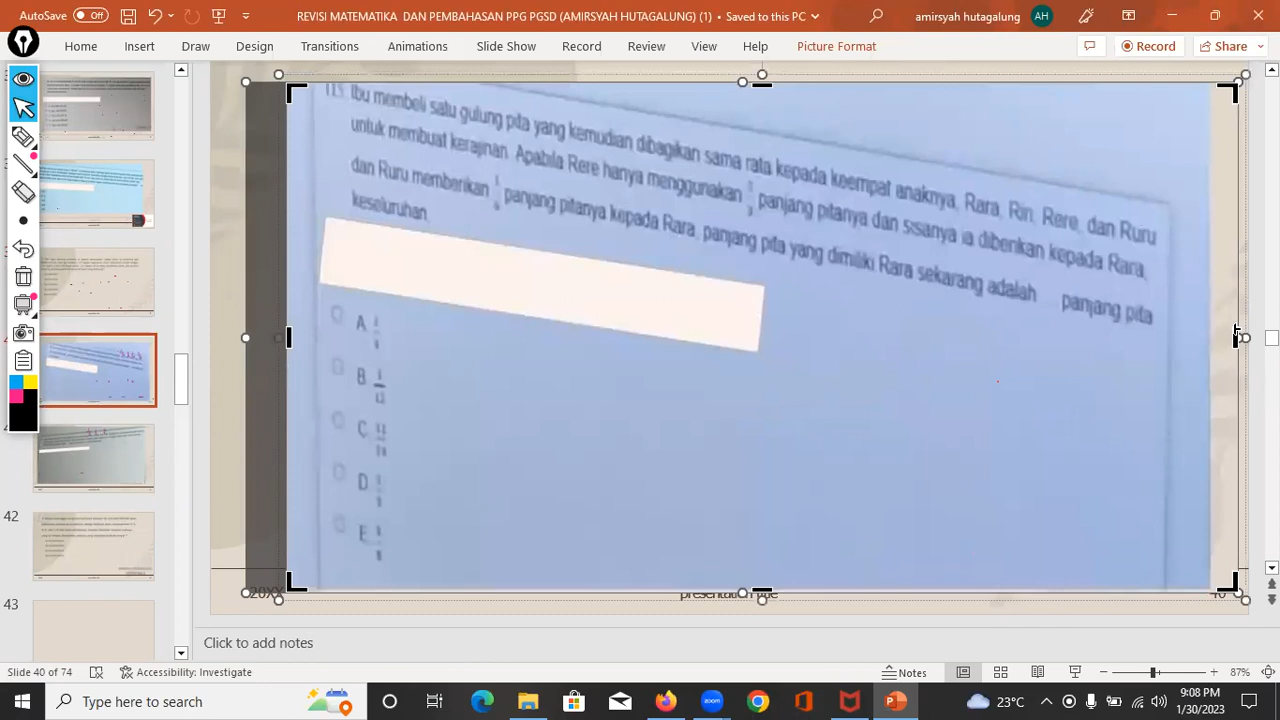 AutoSave Off REVISI MATEMATIKA DAN PEMBAHASAN PPG PGSD (AMIRSYAH HUTAGALUNG) (1) • Saved to this PC amirsyah hutagalung AH
Home Insert Draw Design Transitions Animations Slide Show Record Review View Help Picture Format Record Share
Ibu membeli satu gulung pita yang kemudian dibagikan sama rata kepada keempat anaknya, Rara, Rin, Rere, dan Ruru
untuk membuat kerajinan. Apabila Rere hanya menggunakan panjang pitanya dan sisanya ia diberikan kepada Rara,
dan Ruru memberikan panjang pitanya kepada Rara, panjang pita yang dimiliki Rara sekarang adalah panjang pita
keseluruhan.
A
B
C
D
E
20XX presentation title 40
42
43
Click to add notes
Slide 40 of 74 Accessibility: Investigate Notes 87%
Type here to search zoom 23°C 9:08 PM
1/30/2023